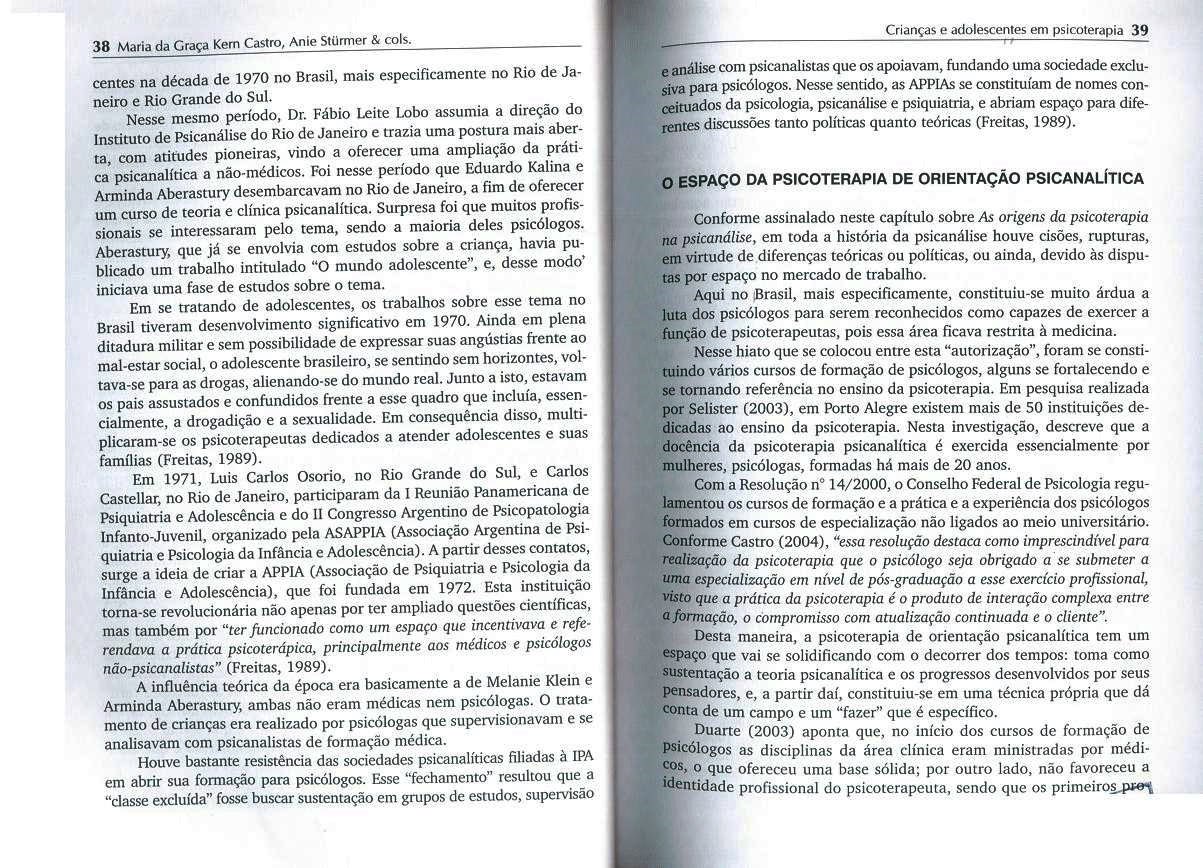 38 Maria da Graça Kern Castro, Anie Stürmer & cols.
centes na década de 1970 no Brasil, mais especificamente no Rio de Ja-
neiro e Rio Grande do Sul.
Nesse mesmo período, Dr. Fábio Leite Lobo assumia a direção do
Instituto de Psicanálise do Rio de Janeiro e trazia uma postura mais aber-
ta, com atitudes pioneiras, vindo a oferecer uma ampliação da práti-
ca psicanalítica a não-médicos. Foi nesse período que Eduardo Kalina e
Arminda Aberastury desembarcavam no Rio de Janeiro, a fim de oferecer
um curso de teoria e clínica psicanalítica. Surpresa foi que muitos profis-
sionais se interessaram pelo tema, sendo a maioria deles psicólogos.
Aberastury, que já se envolvia com estudos sobre a criança, havia pu-
blicado um trabalho intitulado “O mundo adolescente”, e, desse modo
iniciava uma fase de estudos sobre o tema.
Em se tratando de adolescentes, os trabalhos sobre esse tema no
Brasil tiveram desenvolvimento significativo em 1970. Ainda em plena
ditadura militar e sem possibilidade de expressar suas angústias frente ao
mal-estar social, o adolescente brasileiro, se sentindo sem horizontes, vol-
tava-se para as drogas, alienando-se do mundo real. Junto a isto, estavam
os pais assustados e confundidos frente a esse quadro que incluía, essen-
cialmente, a drogadição e a sexualidade. Em consequência disso, multi-
plicaram-se os psicoterapeutas dedicados a atender adolescentes e suas
famílias (Freitas, 1989).
Em 1971, Luis Carlos Osorio, no Rio Grande do Sul, e Carlos
Castellar, no Rio de Janeiro, participaram da I Reunião Panamericana de
Psiquiatria e Adolescência e do II Congresso Argentino de Psicopatologia
Infanto-Juvenil, organizado pela ASAPPIA (Associação Argentina de Psi-
quiatria e Psicologia da Infância e Adolescência). A partir desses contatos,
surge a ideia de criar a APPIA (Associação de Psiquiatria e Psicologia da
Infância e Adolescência), que foi fundada em 1972. Esta instituição
torna-se revolucionária não apenas por ter ampliado questões científicas,
mas também por “ter funcionado como um espaço que incentivava e refe-
rendava a prática psicoterápica, principalmente aos médicos e psicólogos
não-psicanalistas” (Freitas, 1989).
A influência teórica da época era basicamente a de Melanie Klein e
Arminda Aberastury, ambas não eram médicas nem psicólogas. O trata-
mento de crianças era realizado por psicólogas que supervisionavam e se
analisavam com psicanalistas de formação médica.
Houve bastante resistência das sociedades psicanalíticas filiadas à IPA
em abrir sua formação para psicólogos. Esse “fechamento” resultou que a
“classe excluída” fosse buscar sustentação em grupos de estudos, supervisão
Crianças e adolescentes em psicoterapia 39
e análise com psicanalistas que os apoiavam, fundando uma sociedade exclu-
siva para psicólogos. Nesse sentido, as APPIAs se constituíam de nomes con-
ceituados da psicologia, psicanálise e psiquiatria, e abriam espaço para dife-
rentes discussões tanto políticas quanto teóricas (Freitas, 1989).
O ESPAÇO DA PSICOTERAPIA DE ORIENTAÇÃO PSICANALÍTICA
Conforme assinalado neste capítulo sobre As origens da psicoterapia
na psicanálise, em toda a história da psicanálise houve cisões, rupturas,
em virtude de diferenças teóricas ou políticas, ou ainda, devido às dispu-
tas por espaço no mercado de trabalho.
Aqui no Brasil, mais especificamente, constituiu-se muito árdua a
luta dos psicólogos para serem reconhecidos como capazes de exercer a
função de psicoterapeutas, pois essa área ficava restrita à medicina.
Nesse hiato que se colocou entre esta “autorização”, foram se consti-
tuindo vários cursos de formação de psicólogos, alguns se fortalecendo e
se tornando referência no ensino da psicoterapia. Em pesquisa realizada
por Selister (2003), em Porto Alegre existem mais de 50 instituições de-
dicadas ao ensino da psicoterapia. Nesta investigação, descreve que a
docência da psicoterapia psicanalítica é exercida essencialmente por
mulheres, psicólogas, formadas há mais de 20 anos.
Com a Resolução n° 14/2000, o Conselho Federal de Psicologia regu-
lamentou os cursos de formação e a prática e a experiência dos psicólogos
formados em cursos de especialização não ligados ao meio universitário.
Conforme Castro (2004), “essa resolução destaca como imprescindível para
realização da psicoterapia que o psicólogo seja obrigado a se submeter a
uma especialização em nível de pós-graduação a esse exercício profissional,
visto que a prática da psicoterapia é o produto de interação complexa entre
a formação, o compromisso com atualização continuada e o cliente”.
Desta maneira, a psicoterapia de orientação psicanalítica tem um
espaço que vai se solidificando com o decorrer dos tempos: toma como
sustentação a teoria psicanalítica e os progressos desenvolvidos por seus
pensadores, e, a partir daí, constituiu-se em uma técnica própria que dá
conta de um campo e um “fazer” que é específico.
Duarte (2003) aponta que, no início dos cursos de formação de
psicólogos as disciplinas da área clínica eram ministradas por médi-
cos, o que ofereceu uma base sólida; por outro lado, não favoreceu a
identidade profissional do psicoterapeuta, sendo que os primeiros pro-